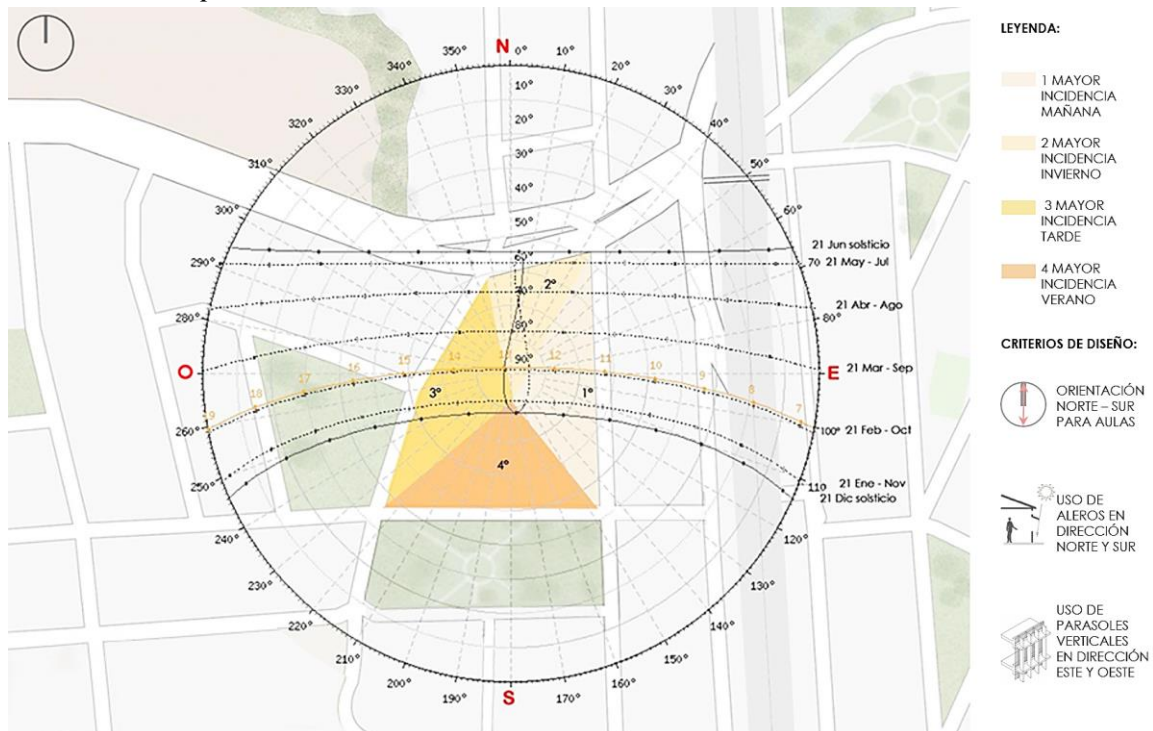 N
350° 0° 10°
340° 20°
330° 30°
320° 40°
310° 50°
300° 60°
290° 70
280° 80°
O E
260° 100°
250° 110
240° 120°
230° 130°
220° 140°
210° 150°
200° 160°
190° 170°
S
10°
20°
30°
40°
50°
60°
70°
80°
90°
2°
3°
1°
4°
19 18 17 16 15 14 13 12 11 10 9 8 7
21 Jun solsticio
21 May - Jul
21 Abr - Ago
21 Mar - Sep
21 Feb - Oct
21 Ene - Nov
21 Dic solsticio
LEYENDA:
1 MAYOR
INCIDENCIA
MAÑANA
2 MAYOR
INCIDENCIA
INVIERNO
3 MAYOR
INCIDENCIA
TARDE
4 MAYOR
INCIDENCIA
VERANO
CRITERIOS DE DISEÑO:
ORIENTACIÓN
NORTE – SUR
PARA AULAS
USO DE
ALEROS EN
DIRECCIÓN
NORTE Y SUR
USO DE
PARASOLES
VERTICALES
EN DIRECCIÓN
ESTE Y OESTE